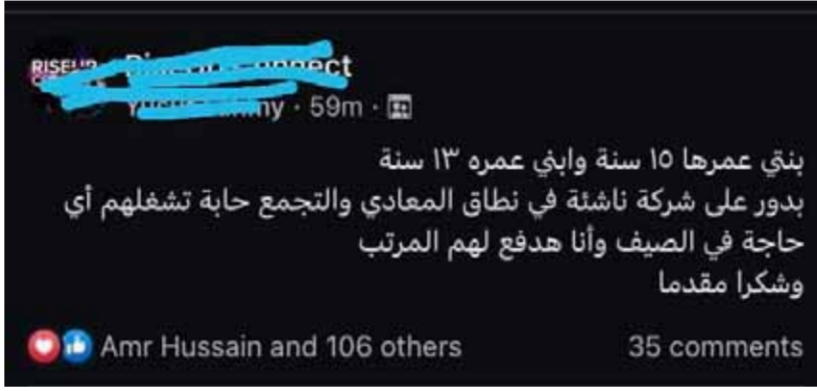 RISEUP
59m
بنتي عمرها ١٥ سنة وابني عمره ١٣ سنة
بدور على شركة ناشئة في نطاق المعادي والتجمع حابة تشغلهم أي
حاجة في الصيف وأنا هدفع لهم المرتب
وشكرا مقدما
Amr Hussain and 106 others 35 comments